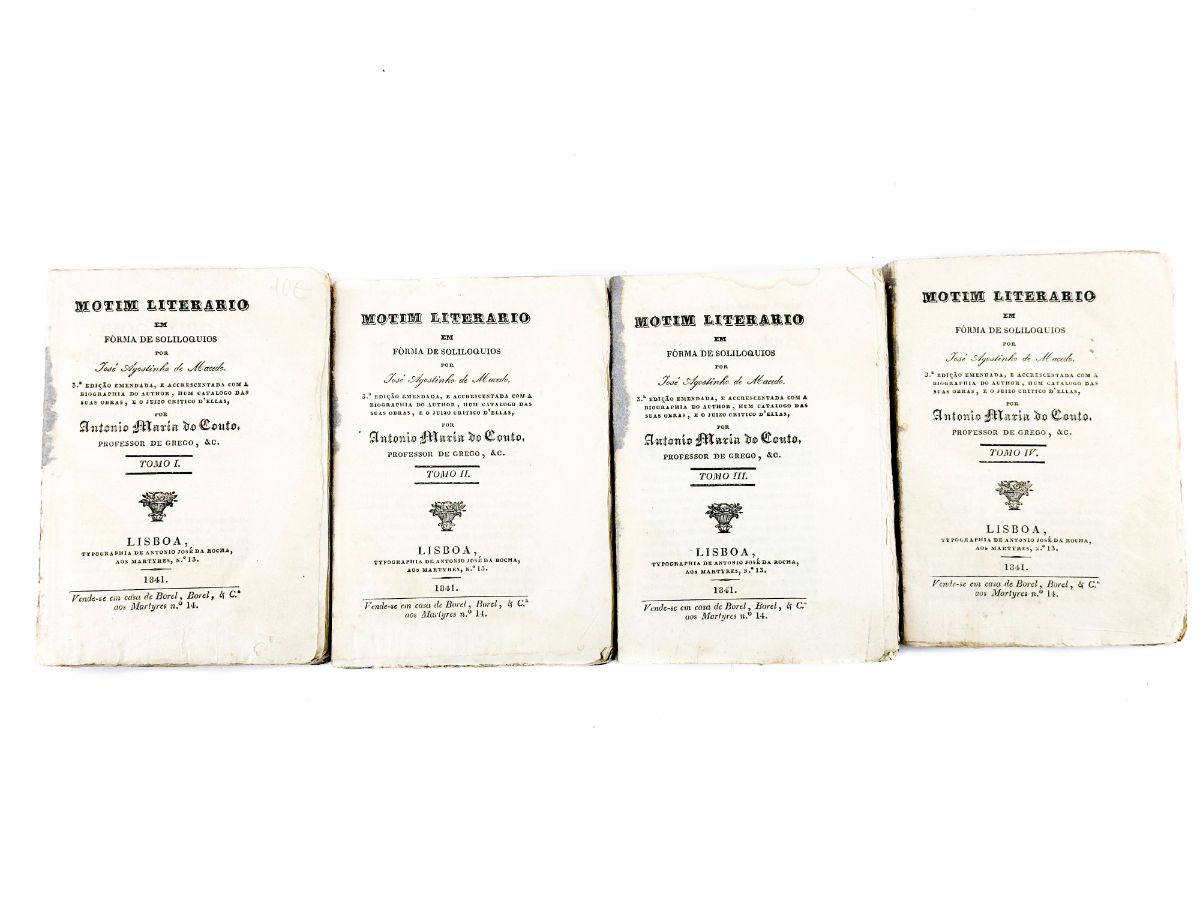 90€
MOTIM LITERARIO
EM
FÓRMA DE SOLILOQUIOS
POR
José Agostinho de Macedo.
3.ª EDIÇÃO EMENDADA, E ACCRESCENTADA COM A
BIOGRAPHIA DO AUTHOR, HUM CATALOGO DAS
SUAS OBRAS, E O JUIZO CRITICO D'ELLAS,
POR
Antonio Maria do Couto,
PROFESSOR DE GREGO, &C.
TOMO I.
LISBOA,
TYPOGRAPHIA DE ANTONIO JOSÉ DA ROCHA,
AOS MARTYRES, N.º 13.
1841.
Vende-se em casa de Borel, Borel, & C.ª
aos Martyres n.º 14.
MOTIM LITERARIO
EM
FÓRMA DE SOLILOQUIOS
POR
José Agostinho de Macedo.
3.ª EDIÇÃO EMENDADA, E ACCRESCENTADA COM A
BIOGRAPHIA DO AUTHOR, HUM CATALOGO DAS
SUAS OBRAS, E O JUIZO CRITICO D'ELLAS,
POR
Antonio Maria do Couto,
PROFESSOR DE GREGO, &C.
TOMO II.
LISBOA,
TYPOGRAPHIA DE ANTONIO JOSÉ DA ROCHA,
AOS MARTYRES, N.º 13.
1841.
Vende-se em casa de Borel, Borel, & C.ª
aos Martyres n.º 14.
MOTIM LITERARIO
EM
FÓRMA DE SOLILOQUIOS
POR
José Agostinho de Macedo.
3.ª EDIÇÃO EMENDADA, E ACCRESCENTADA COM A
BIOGRAPHIA DO AUTHOR, HUM CATALOGO DAS
SUAS OBRAS, E O JUIZO CRITICO D'ELLAS,
POR
Antonio Maria do Couto,
PROFESSOR DE GREGO, &C.
TOMO III.
LISBOA,
TYPOGRAPHIA DE ANTONIO JOSÉ DA ROCHA,
AOS MARTYRES, N.º 13.
1841.
Vende-se em casa de Borel, Borel, & C.ª
aos Martyres n.º 14.
MOTIM LITERARIO
EM
FÓRMA DE SOLILOQUIOS
POR
José Agostinho de Macedo.
3.ª EDIÇÃO EMENDADA, E ACCRESCENTADA COM A
BIOGRAPHIA DO AUTHOR, HUM CATALOGO DAS
SUAS OBRAS, E O JUIZO CRITICO D'ELLAS,
POR
Antonio Maria do Couto,
PROFESSOR DE GREGO, &C.
TOMO IV.
LISBOA,
TYPOGRAPHIA DE ANTONIO JOSÉ DA ROCHA,
AOS MARTYRES, N.º 13.
1841.
Vende-se em casa de Borel, Borel, & C.ª
aos Martyres n.º 14.